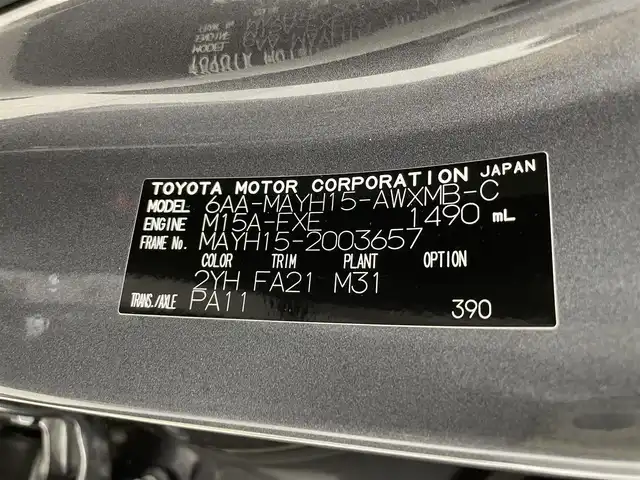 TOYOTA MOTOR CORPORATION JAPAN
MODEL 6AA-MAYH15-AWXMB-C
ENGINE M15A-FXE 1490 mL
FRAME No. MAYH15-2003657
COLOR TRIM PLANT OPTION
2YH FA21 M31
TRANS./AXLE PA11 390